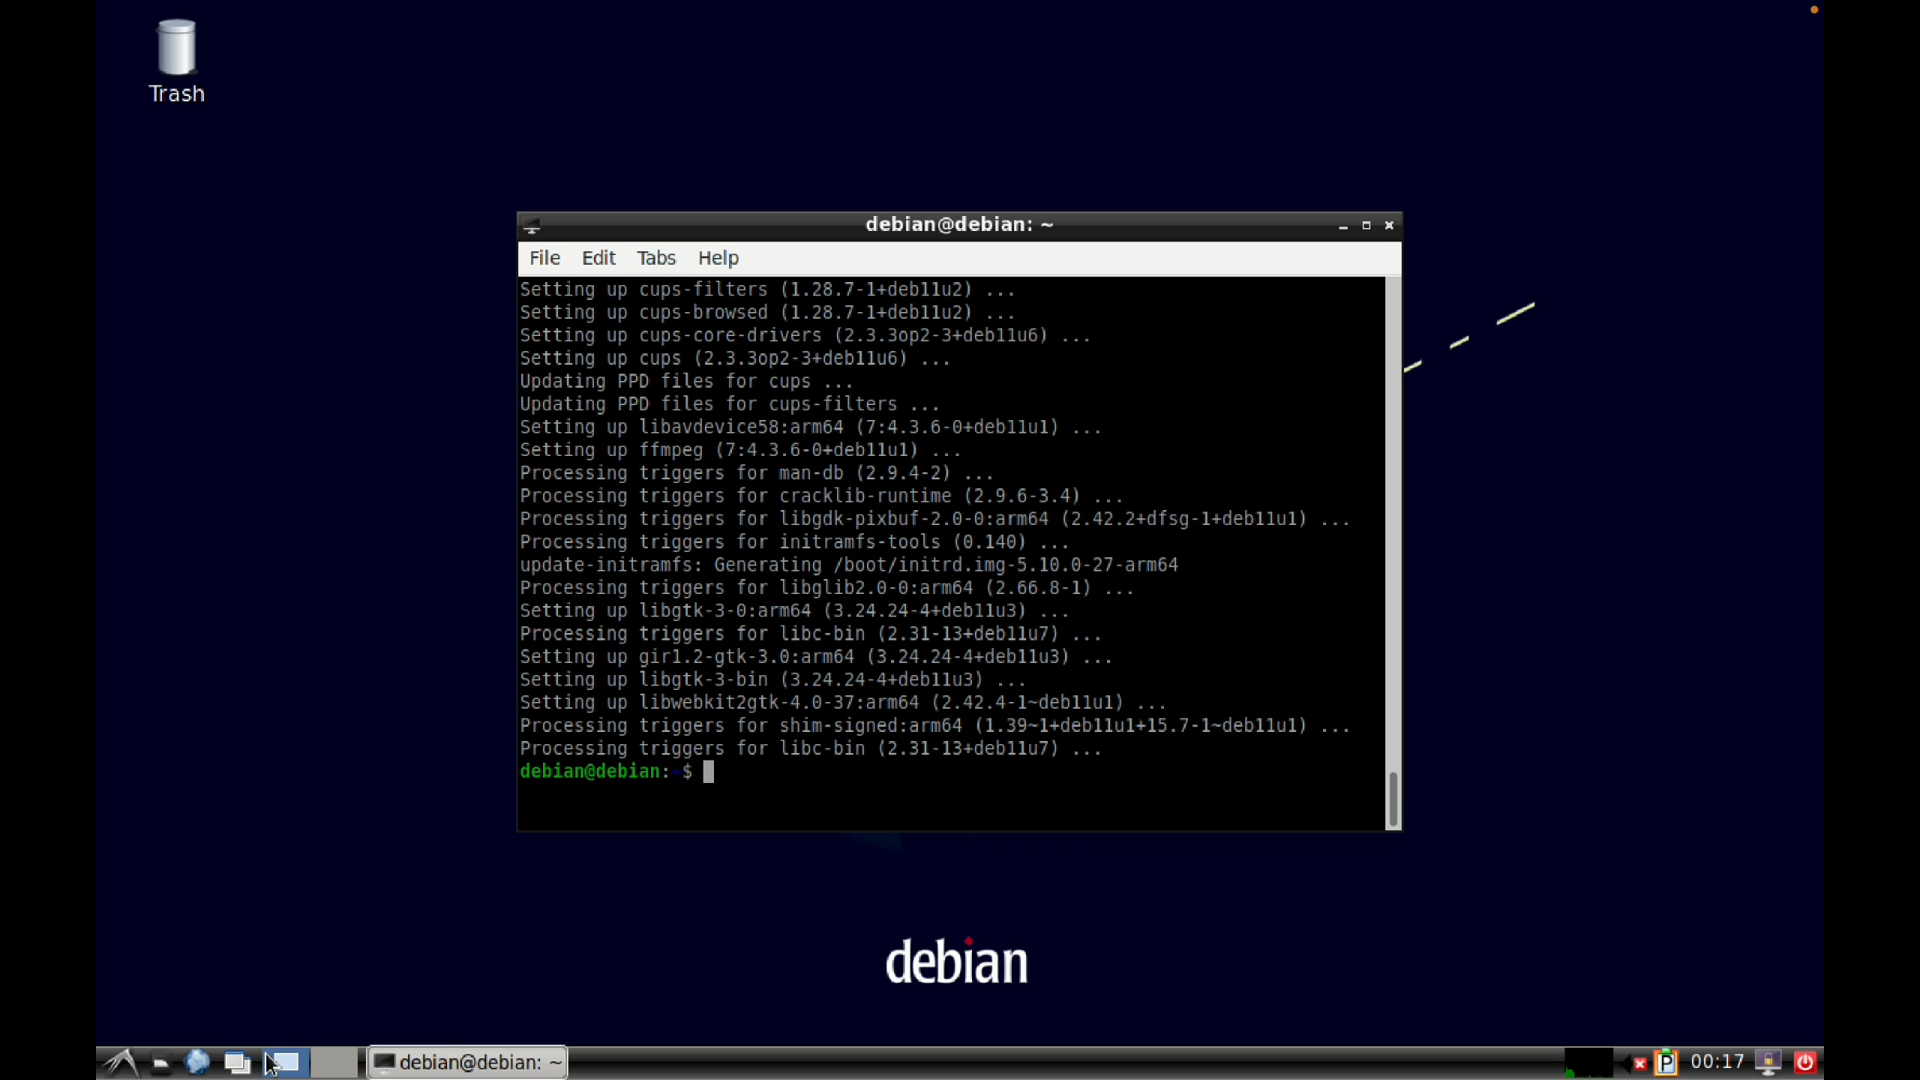 Trash
debian@debian: ~
File Edit Tabs Help
Setting up cups-filters (1.28.7-1+deb11u2) ...
Setting up cups-browsed (1.28.7-1+deb11u2) ...
Setting up cups-core-drivers (2.3.3op2-3+deb11u6) ...
Setting up cups (2.3.3op2-3+deb11u6) ...
Updating PPD files for cups ...
Updating PPD files for cups-filters ...
Setting up libavdevice58:arm64 (7:4.3.6-0+deb11u1) ...
Setting up ffmpeg (7:4.3.6-0+deb11u1) ...
Processing triggers for man-db (2.9.4-2) ...
Processing triggers for cracklib-runtime (2.9.6-3.4) ...
Processing triggers for libgdk-pixbuf-2.0-0:arm64 (2.42.2+dfsg-1+deb11u1) ...
Processing triggers for initramfs-tools (0.140) ...
update-initramfs: Generating /boot/initrd.img-5.10.0-27-arm64
Processing triggers for libglib2.0-0:arm64 (2.66.8-1) ...
Setting up libgtk-3-0:arm64 (3.24.24-4+deb11u3) ...
Processing triggers for libc-bin (2.31-13+deb11u7) ...
Setting up gir1.2-gtk-3.0:arm64 (3.24.24-4+deb11u3) ...
Setting up libgtk-3-bin (3.24.24-4+deb11u3) ...
Setting up libwebkit2gtk-4.0-37:arm64 (2.42.4-1~deb11u1) ...
Processing triggers for shim-signed:arm64 (1.39~1+deb11u1+15.7-1~deb11u1) ...
Processing triggers for libc-bin (2.31-13+deb11u7) ...
debian@debian:~$
debian
debian@debian: ~
P
00:17